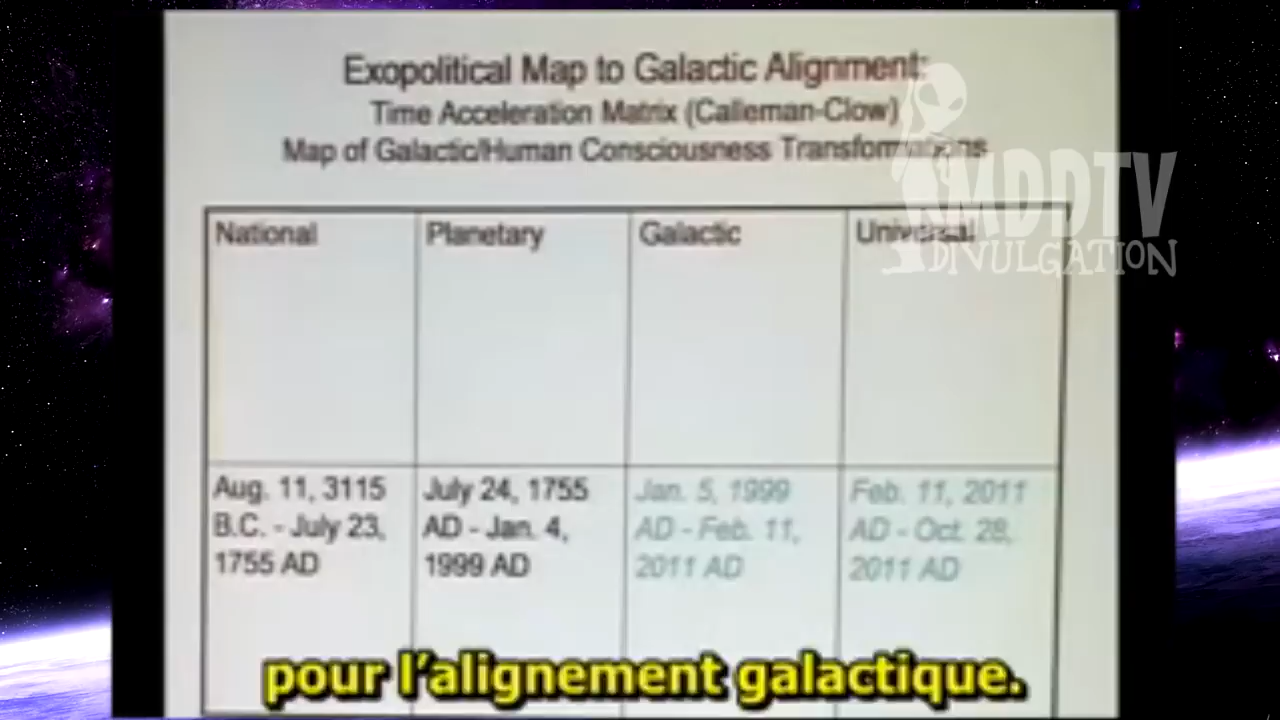 Exopolitical Map to Galactic Alignment:
Time Acceleration Matrix (Calleman-Clow)
Map of Galactic/Human Consciousness Transformations
MDDTV
DIVULGATION
National
Planetary
Galactic
Universal
Aug. 11, 3115
B.C. - July 23,
1755 AD
July 24, 1755
AD - Jan. 4,
1999 AD
Jan. 5, 1999
AD - Feb. 11,
2011 AD
Feb. 11, 2011
AD - Oct. 28,
2011 AD
pour l'alignement galactique.